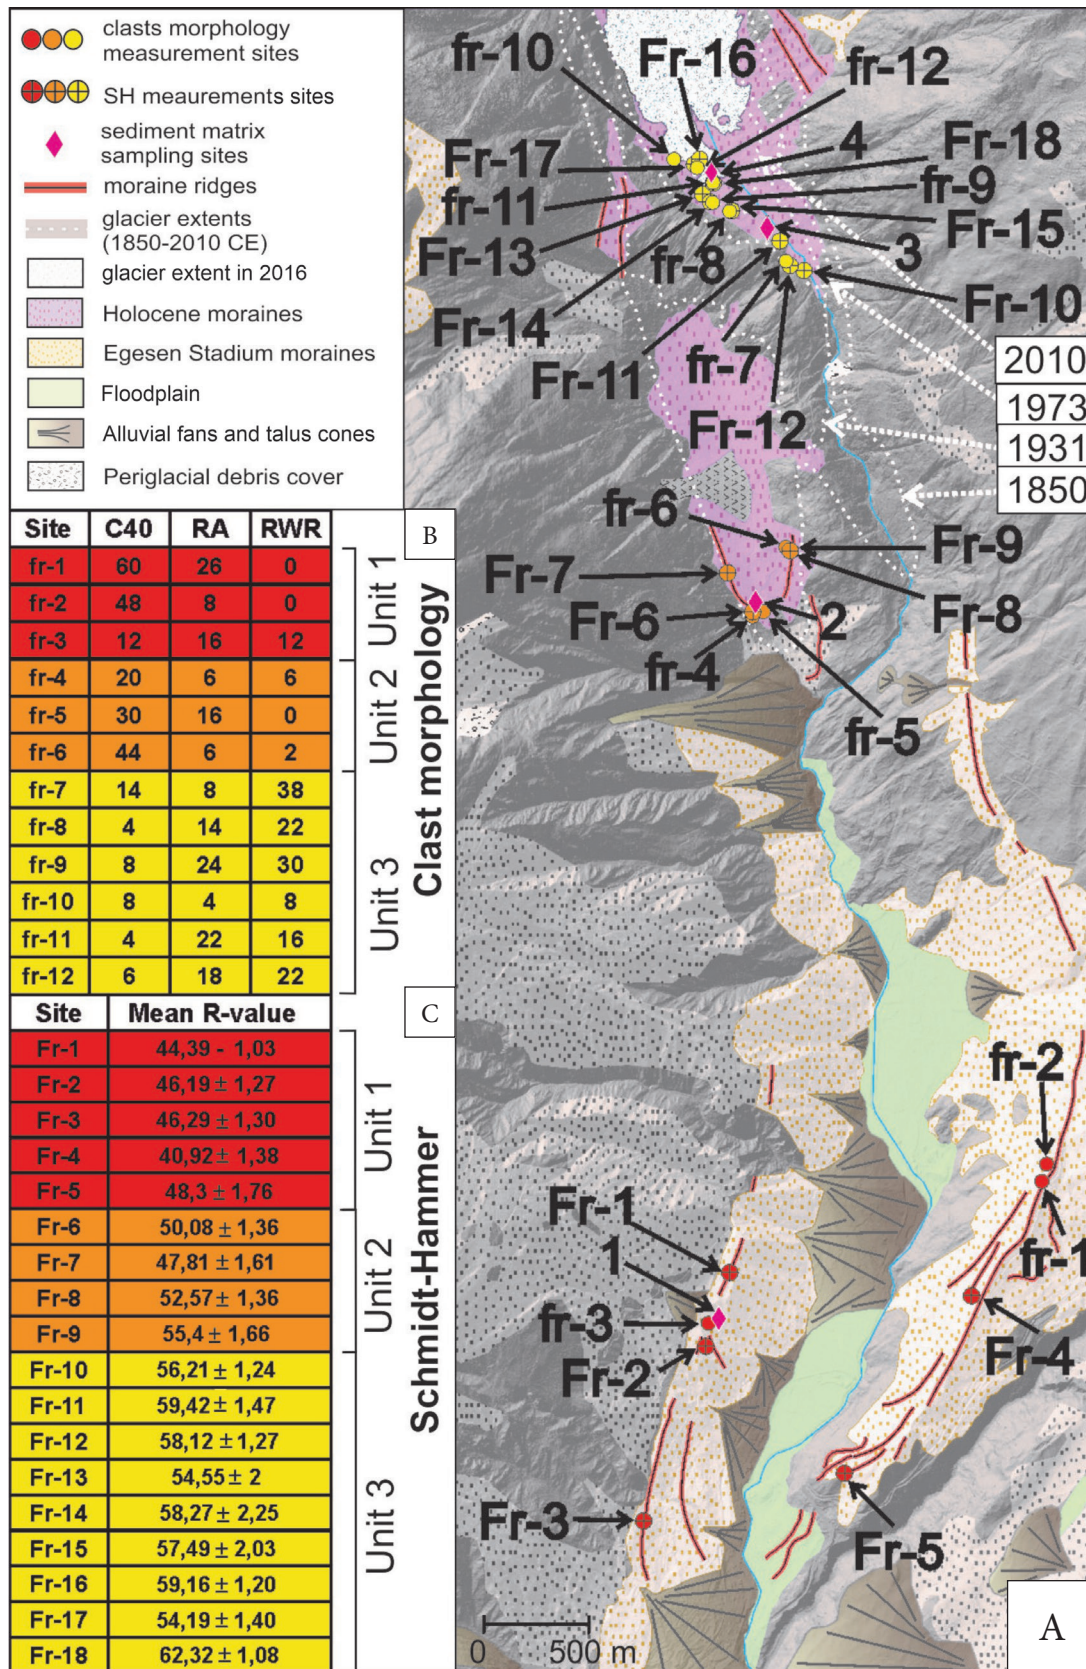 clasts morphology
measurement sites
SH meaurements sites
sediment matrix
sampling sites
moraine ridges
glacier extents
(1850-2010 CE)
glacier extent in 2016
Holocene moraines
Egesen Stadium moraines
Floodplain
Alluvial fans and talus cones
Periglacial debris cover
B
Site C40 RA RWR
fr-1 60 26 0
fr-2 48 8 0
fr-3 12 16 12
fr-4 20 6 6
fr-5 30 16 0
fr-6 44 6 2
fr-7 14 8 38
fr-8 4 14 22
fr-9 8 24 30
fr-10 8 4 8
fr-11 4 22 16
fr-12 6 18 22
Unit 1
Unit 2
Unit 3
Clast morphology
C
Site Mean R-value
Fr-1 44,39 - 1,03
Fr-2 46,19 ± 1,27
Fr-3 46,29 ± 1,30
Fr-4 40,92 ± 1,38
Fr-5 48,3 ± 1,76
Fr-6 50,08 ± 1,36
Fr-7 47,81 ± 1,61
Fr-8 52,57 ± 1,36
Fr-9 55,4 ± 1,66
Fr-10 56,21 ± 1,24
Fr-11 59,42 ± 1,47
Fr-12 58,12 ± 1,27
Fr-13 54,55 ± 2
Fr-14 58,27 ± 2,25
Fr-15 57,49 ± 2,03
Fr-16 59,16 ± 1,20
Fr-17 54,19 ± 1,40
Fr-18 62,32 ± 1,08
Unit 1
Unit 2
Unit 3
Schmidt-Hammer
fr-10
Fr-16
fr-12
Fr-17
4
Fr-18
fr-11
fr-9
Fr-13
fr-8
3
Fr-15
Fr-14
Fr-10
Fr-11
fr-7
Fr-12
2010
1973
1931
1850
fr-6
Fr-9
Fr-7
Fr-8
Fr-6
2
fr-4
fr-5
fr-2
Fr-1
1
fr-1
fr-3
Fr-2
Fr-4
Fr-3
Fr-5
0 500 m
A